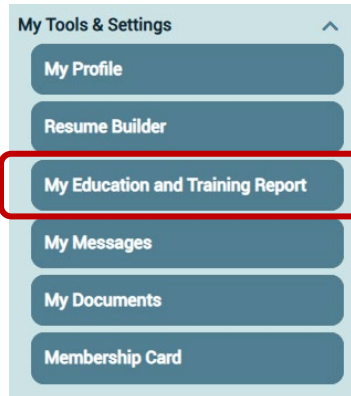 My Tools & Settings
My Profile
Resume Builder
My Education and Training Report
My Messages
My Documents
Membership Card